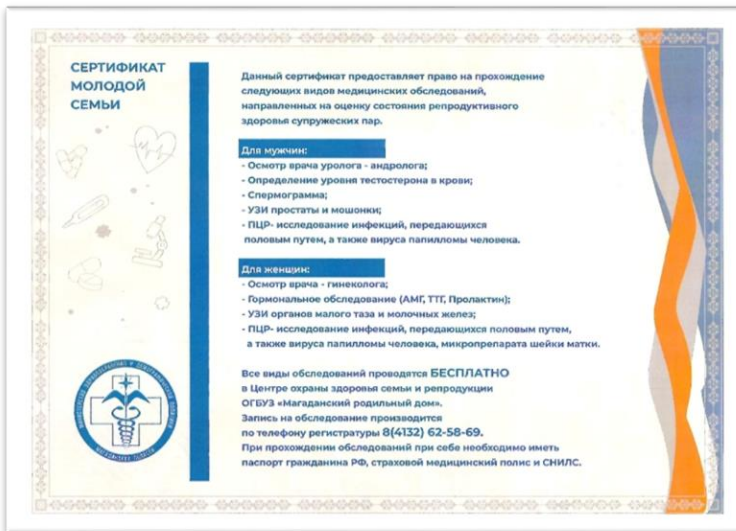 СЕРТИФИКАТ
МОЛОДОЙ
СЕМЬИ
Данный сертификат предоставляет право на прохождение
следующих видов медицинских обследований,
направленных на оценку состояния репродуктивного
здоровья супружеских пар.
Для мужчин:
- Осмотр врача уролога - андролога;
- Определение уровня тестостерона в крови;
- Спермограмма;
- УЗИ простаты и мошонки;
- ПЦР- исследование инфекций, передающихся
половым путем, а также вируса папилломы человека.
Для женщин:
- Осмотр врача - гинеколога;
- Гормональное обследование (АМГ, ТТГ, Пролактин);
- УЗИ органов малого таза и молочных желез;
- ПЦР- исследование инфекций, передающихся половым путем,
а также вируса папилломы человека, микропрепарата шейки матки.
Все виды обследований проводятся БЕСПЛАТНО
в Центре охраны здоровья семьи и репродукции
ОГБУЗ «Магаданский родильный дом».
Запись на обследование производится
по телефону регистратуры 8(4132) 62-58-69.
При прохождении обследований при себе необходимо иметь
паспорт гражданина РФ, страховой медицинский полис и СНИЛС.